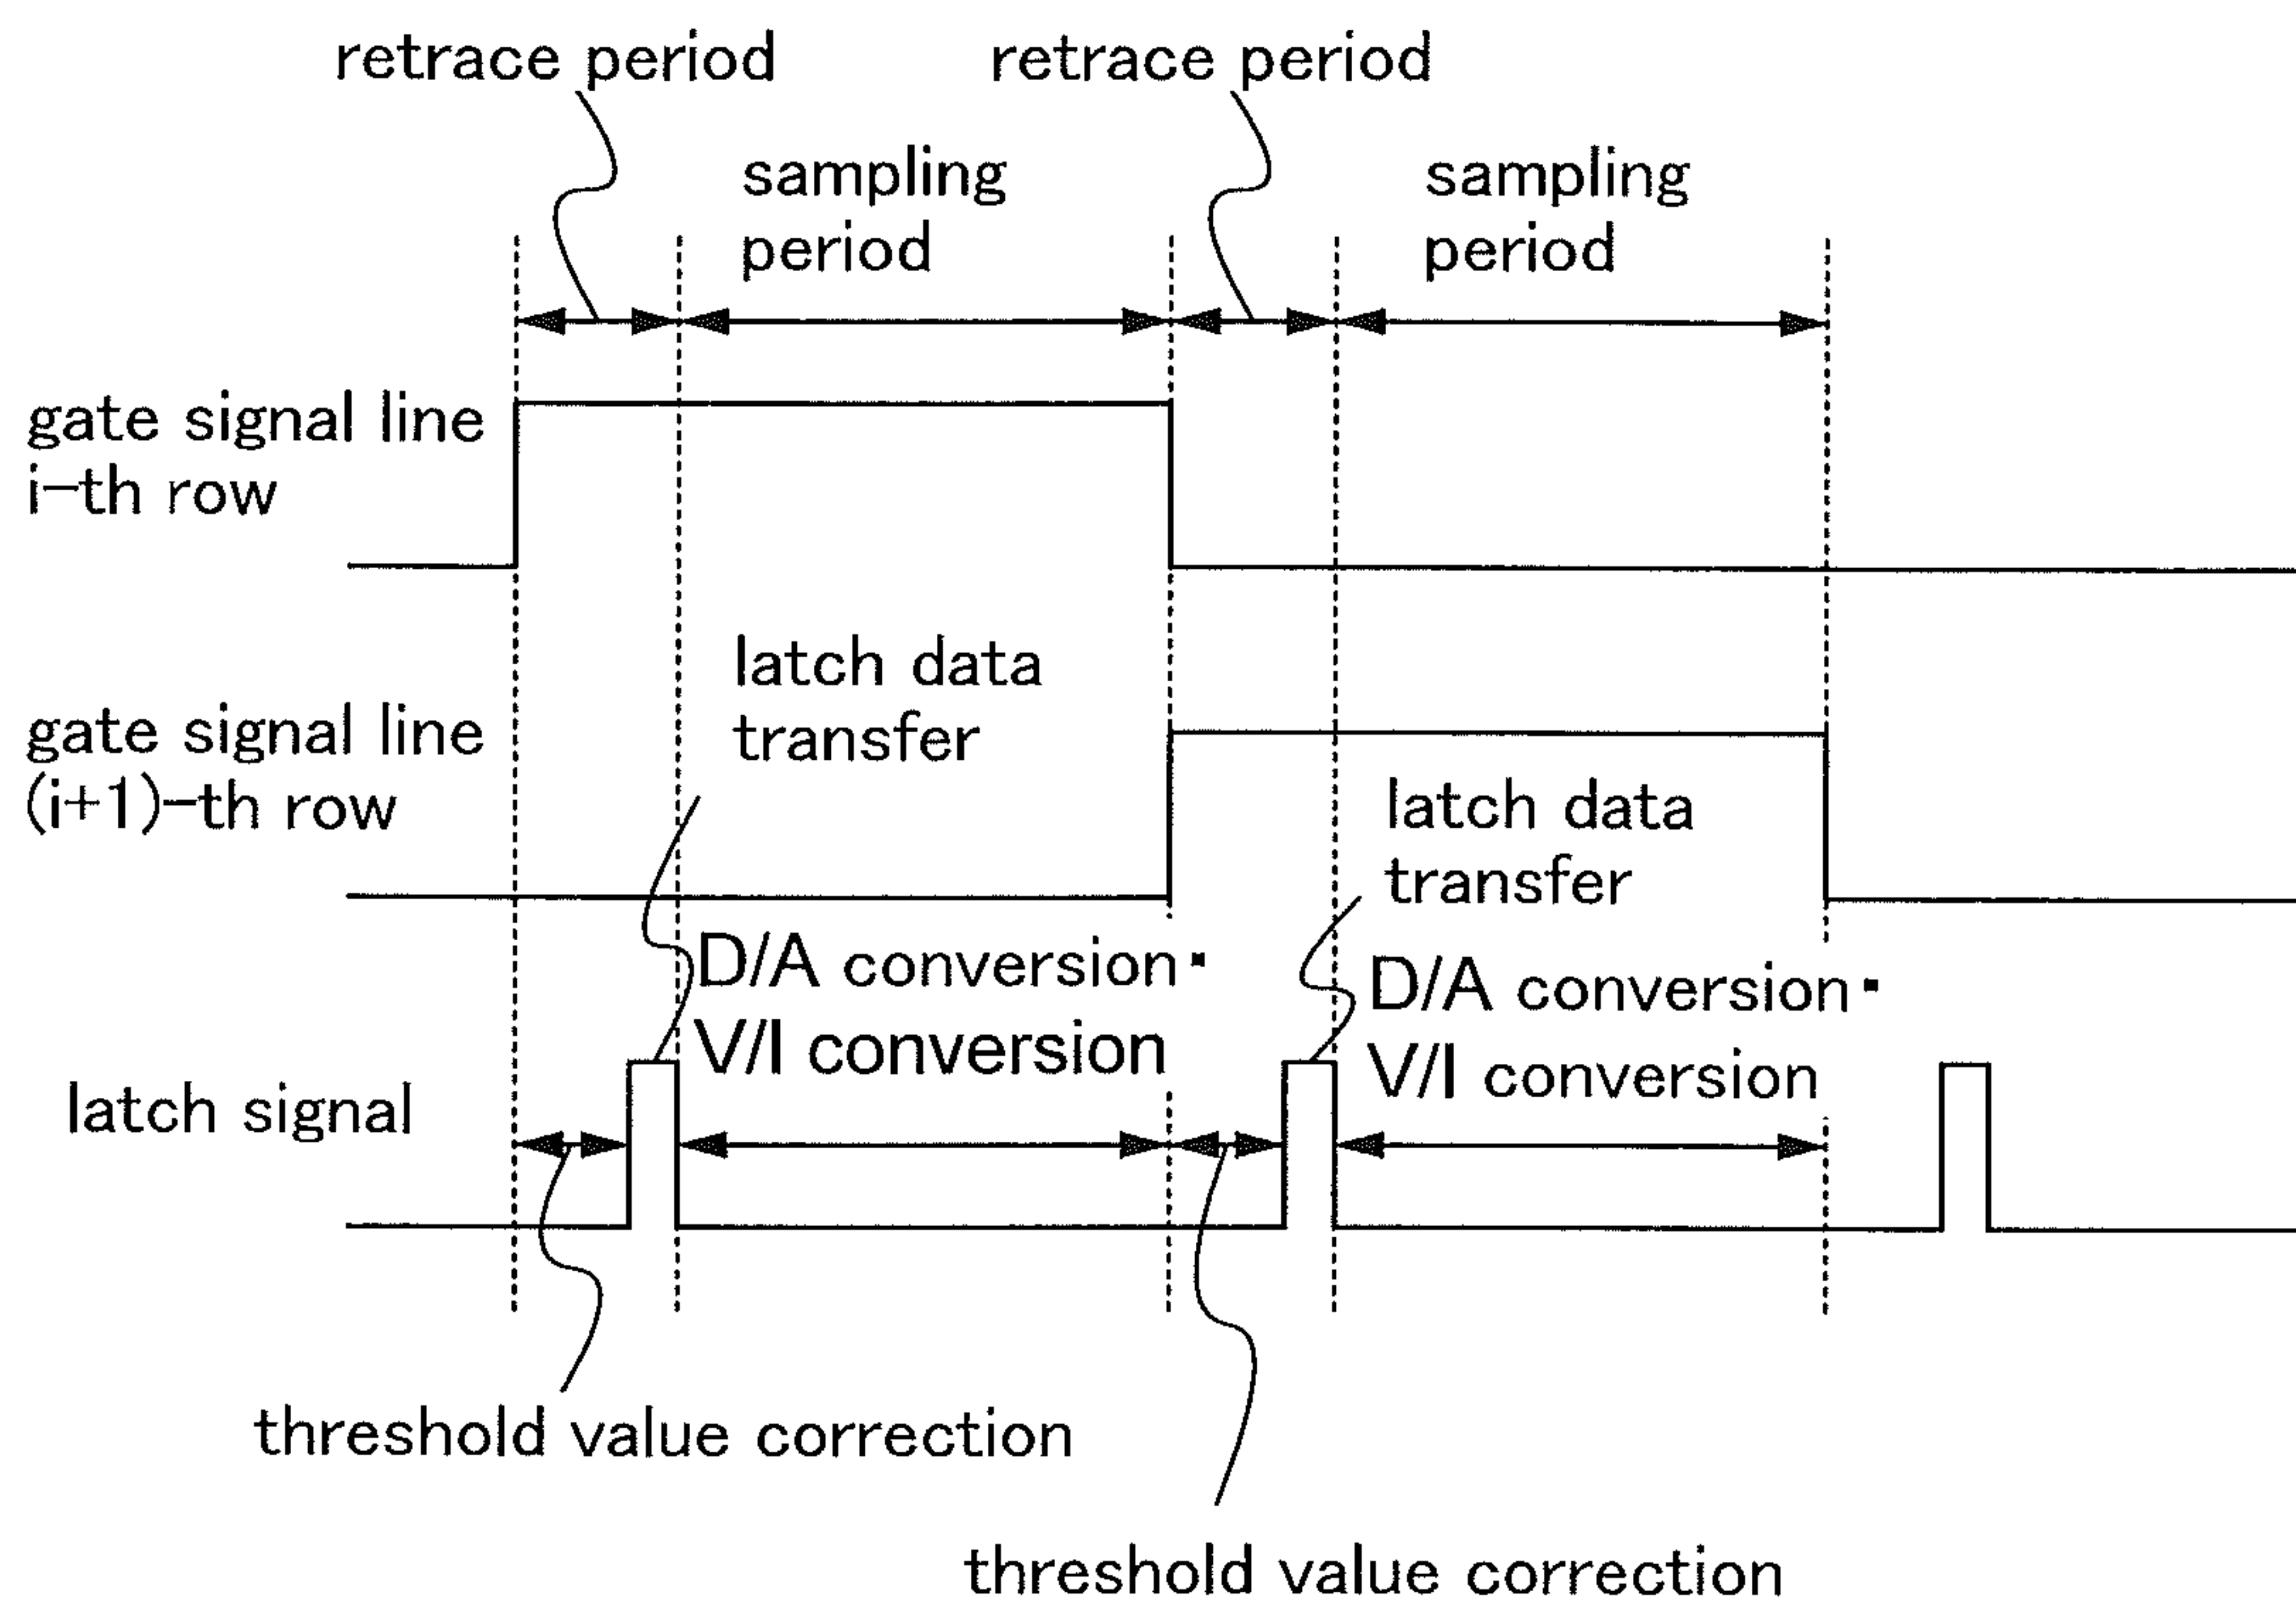 retrace period
retrace period
sampling
period
sampling
period
gate signal line
i-th row
latch data
transfer
gate signal line
(i+1)-th row
latch data
transfer
D/A conversion・
V/I conversion
D/A conversion・
V/I conversion
latch signal
threshold value correction
threshold value correction